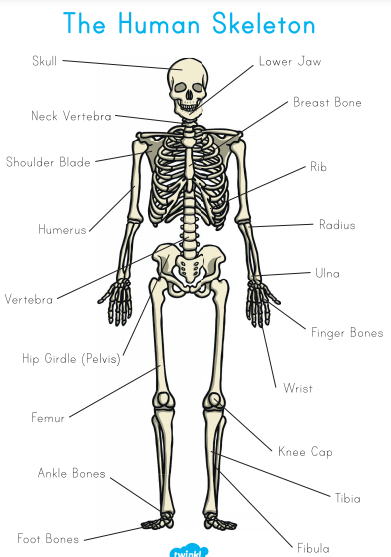 The Human Skeleton
Skull
Lower Jaw
Breast Bone
Neck Vertebra
Shoulder Blade
Rib
Humerus
Radius
Ulna
Vertebra
Finger Bones
Hip Girdle (Pelvis)
Wrist
Femur
Knee Cap
Ankle Bones
Tibia
Foot Bones
Fibula
twinkl